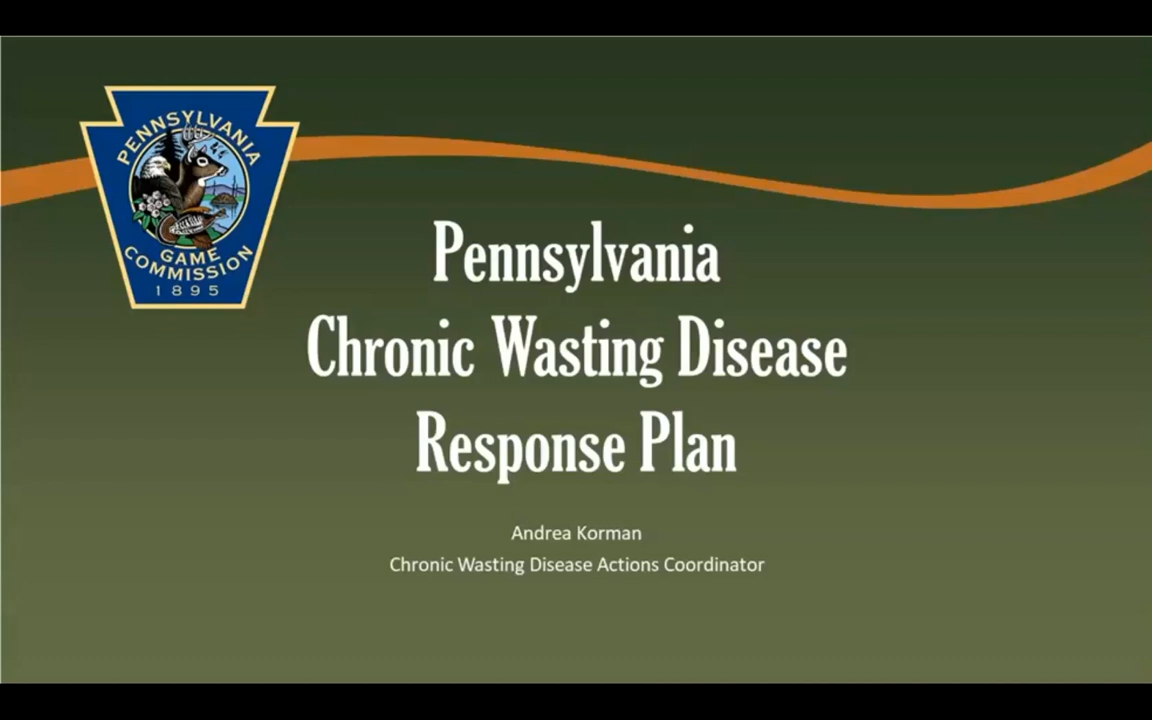 PENNSYLVANIA
GAME
COMMISSION
1895
Pennsylvania
Chronic Wasting Disease
Response Plan
Andrea Korman
Chronic Wasting Disease Actions Coordinator